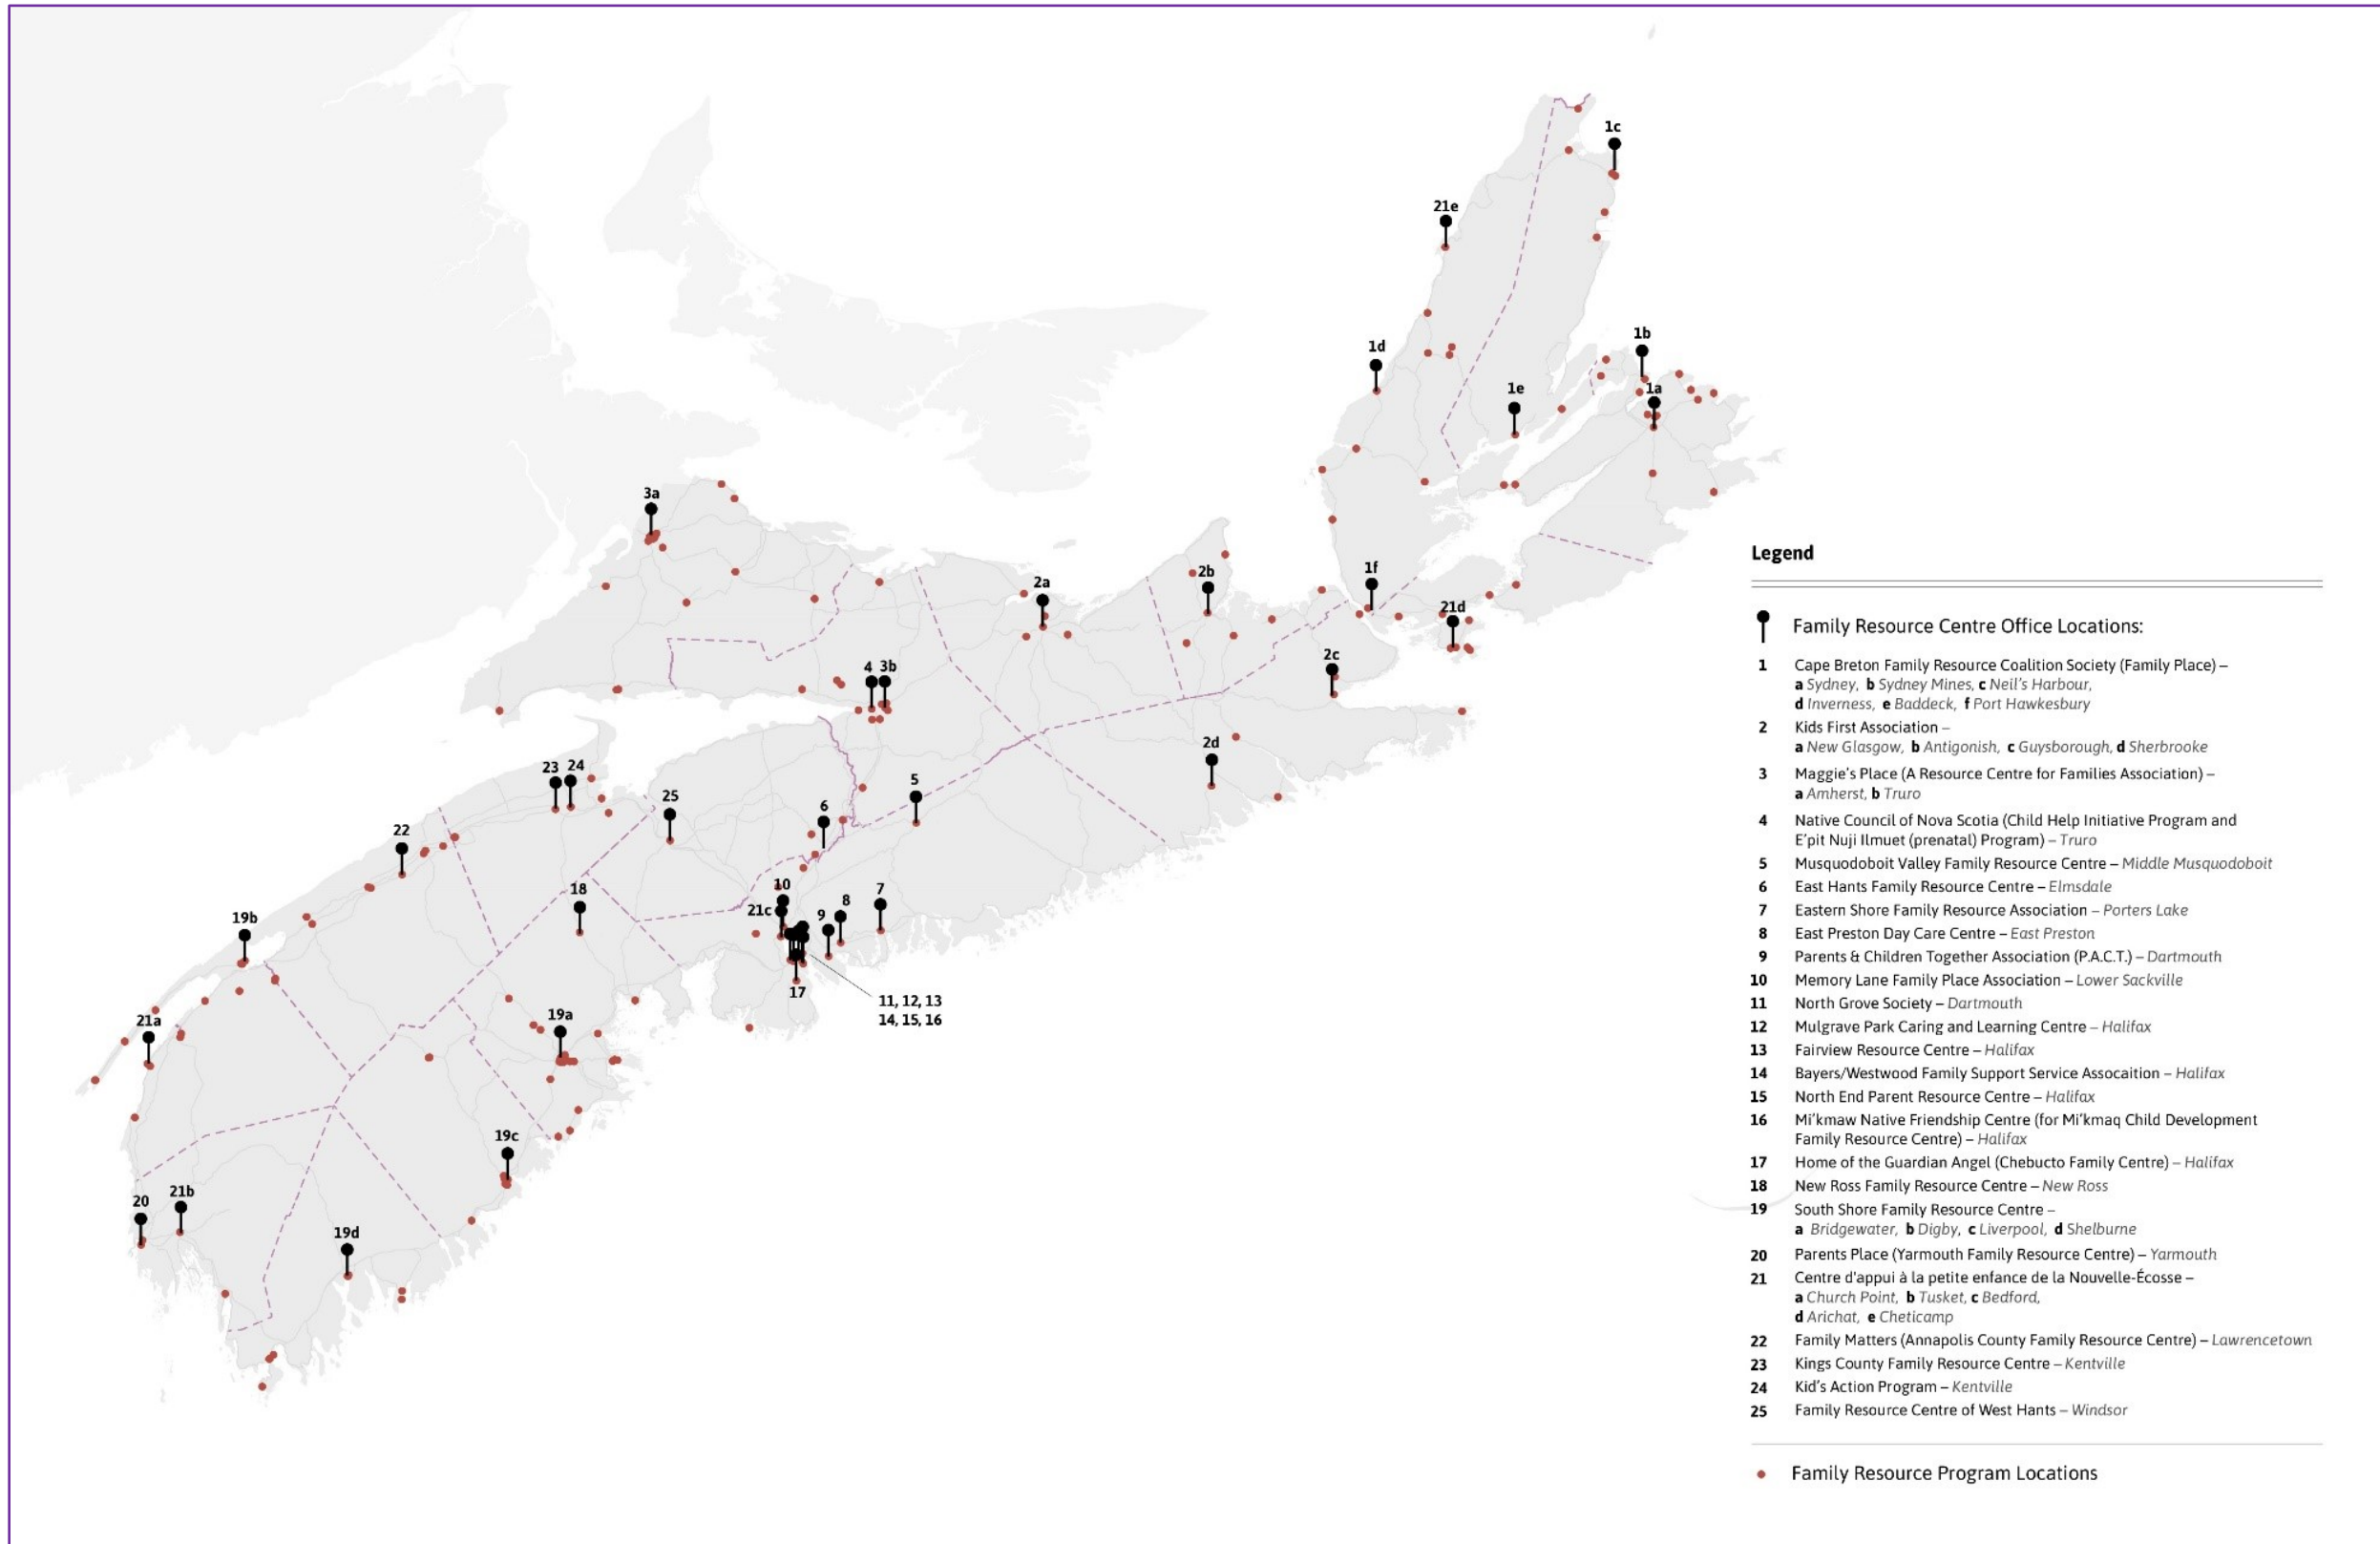 1c
21e
1b
1d
1a
1e
3a
1f
2b
2a
21d
2c
4 3b
2d
23 24
5
25
6
22
10
18
7
8
21c
9
19b
17
11, 12, 13
14, 15, 16
19a
21a
19c
21b
20
19d
Legend
Family Resource Centre Office Locations:
1 Cape Breton Family Resource Coalition Society (Family Place) –
a Sydney, b Sydney Mines, c Neil's Harbour,
d Inverness, e Baddeck, f Port Hawkesbury
2 Kids First Association –
a New Glasgow, b Antigonish, c Guysborough, d Sherbrooke
3 Maggie's Place (A Resource Centre for Families Association) –
a Amherst, b Truro
4 Native Council of Nova Scotia (Child Help Initiative Program and
E'pit Nuji Ilmuet (prenatal) Program) – Truro
5 Musquodoboit Valley Family Resource Centre – Middle Musquodoboit
6 East Hants Family Resource Centre – Elmsdale
7 Eastern Shore Family Resource Association – Porters Lake
8 East Preston Day Care Centre – East Preston
9 Parents & Children Together Association (P.A.C.T.) – Dartmouth
10 Memory Lane Family Place Association – Lower Sackville
11 North Grove Society – Dartmouth
12 Mulgrave Park Caring and Learning Centre – Halifax
13 Fairview Resource Centre – Halifax
14 Bayers/Westwood Family Support Service Assocaition – Halifax
15 North End Parent Resource Centre – Halifax
16 Mi'kmaw Native Friendship Centre (for Mi'kmaq Child Development
Family Resource Centre) – Halifax
17 Home of the Guardian Angel (Chebucto Family Centre) – Halifax
18 New Ross Family Resource Centre – New Ross
19 South Shore Family Resource Centre –
a Bridgewater, b Digby, c Liverpool, d Shelburne
20 Parents Place (Yarmouth Family Resource Centre) – Yarmouth
21 Centre d'appui à la petite enfance de la Nouvelle-Écosse –
a Church Point, b Tusket, c Bedford,
d Arichat, e Cheticamp
22 Family Matters (Annapolis County Family Resource Centre) – Lawrencetown
23 Kings County Family Resource Centre – Kentville
24 Kid's Action Program – Kentville
25 Family Resource Centre of West Hants – Windsor
Family Resource Program Locations